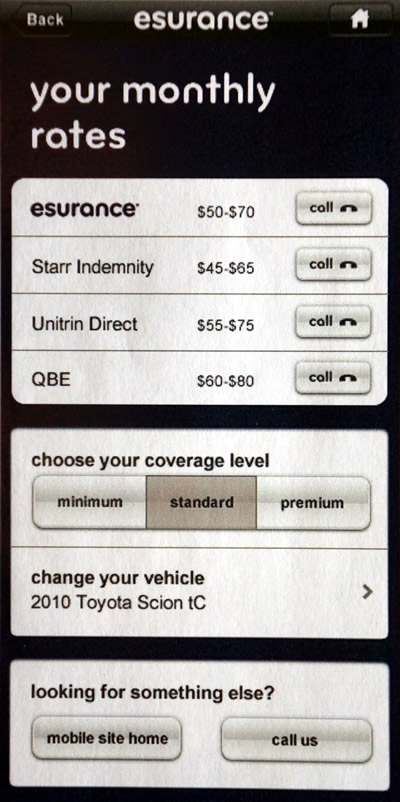 Back
esurance
your monthly
rates
esurance $50-$70 call
Starr Indemnity $45-$65 call
Unitrin Direct $55-$75 call
QBE $60-$80 call
choose your coverage level
minimum standard premium
change your vehicle
2010 Toyota Scion tC
looking for something else?
mobile site home call us